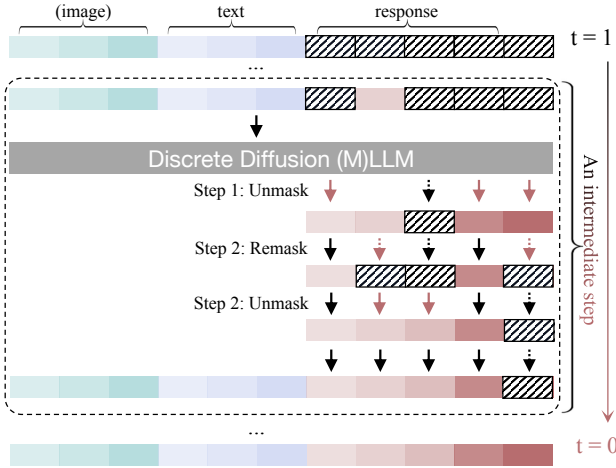 (image) text response
t = 1
...
Discrete Diffusion (M)LLM
Step 1: Unmask
Step 2: Remask
Step 2: Unmask
An intermediate step
...
t = 0